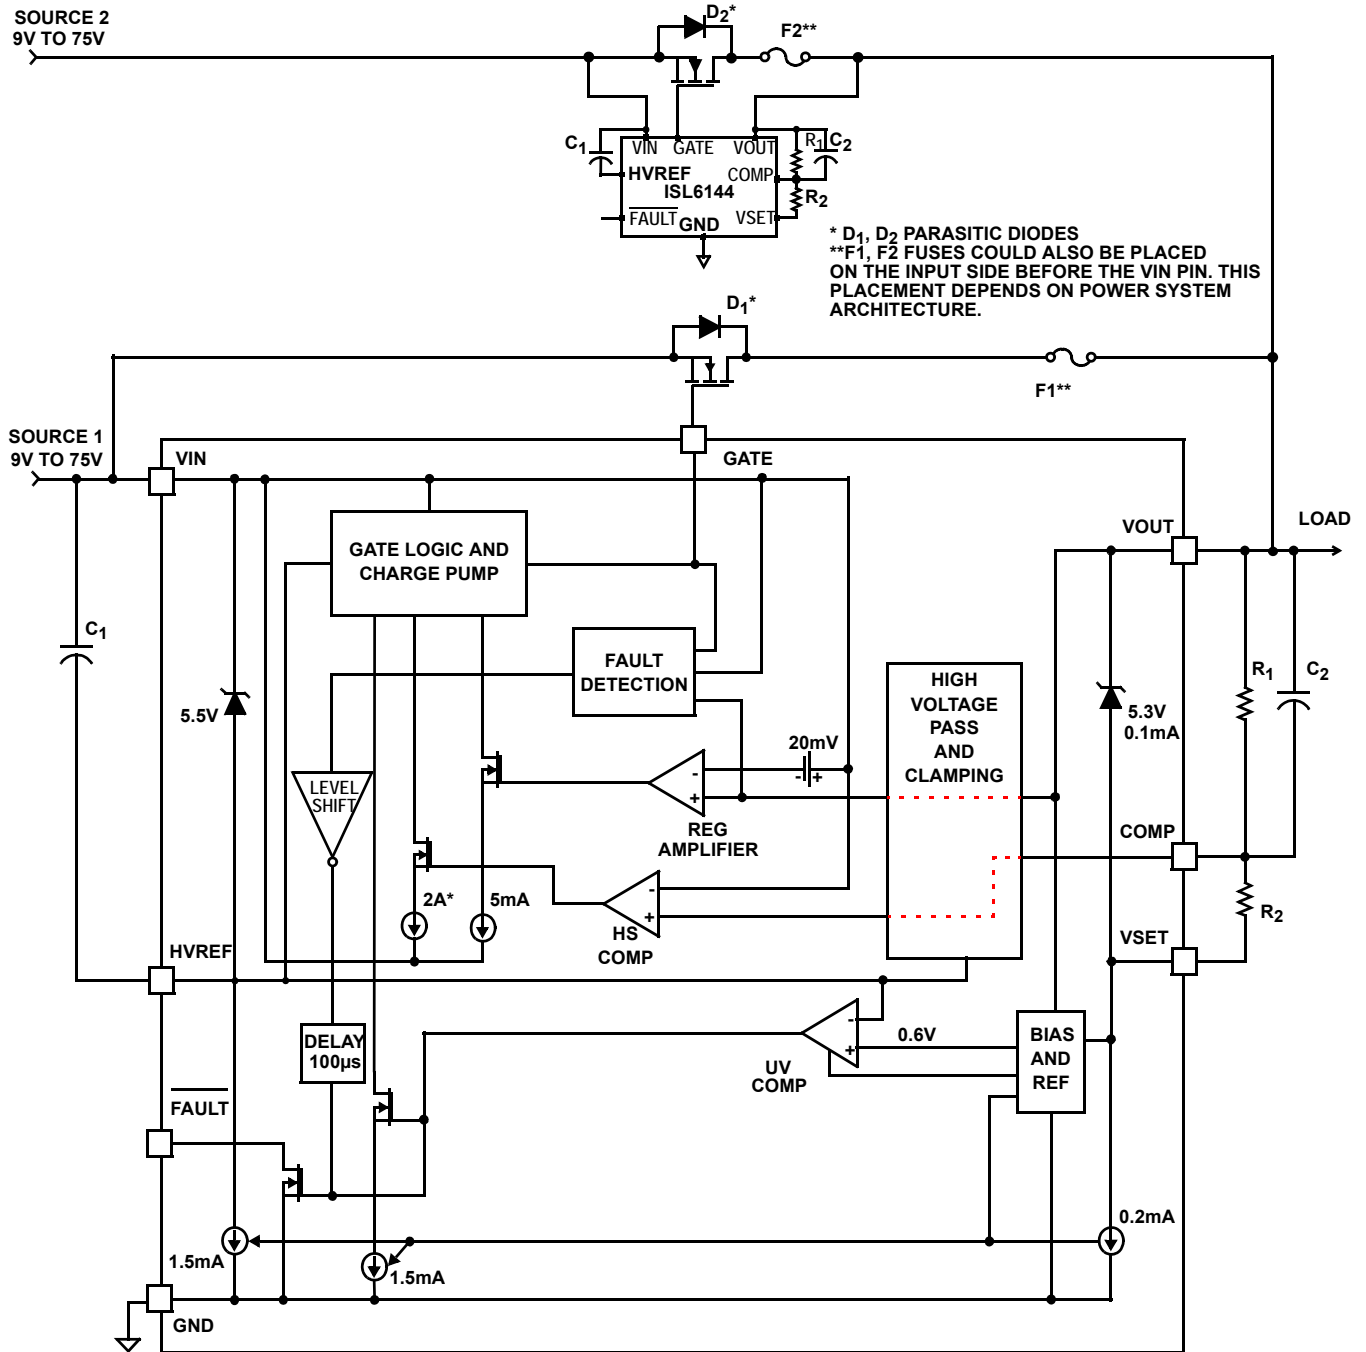 SOURCE 2
9V TO 75V
D2*
F2**
C1
VIN GATE VOUT
R1
C2
HVREF
COMP
ISL6144
R2
FAULT GND VSET
* D1, D2 PARASITIC DIODES
**F1, F2 FUSES COULD ALSO BE PLACED
ON THE INPUT SIDE BEFORE THE VIN PIN. THIS
PLACEMENT DEPENDS ON POWER SYSTEM
ARCHITECTURE.
D1*
F1**
SOURCE 1
9V TO 75V
VIN
GATE
VOUT
LOAD
GATE LOGIC AND
CHARGE PUMP
C1
FAULT
DETECTION
HIGH
VOLTAGE
PASS
AND
CLAMPING
R1
C2
5.5V
5.3V
0.1mA
20mV
- +
LEVEL
SHIFT
-
+
REG
AMPLIFIER
COMP
2A*
5mA
-
+
HS
COMP
R2
HVREF
VSET
DELAY
100µs
-
+
0.6V
UV
COMP
BIAS
AND
REF
FAULT
0.2mA
1.5mA
1.5mA
GND